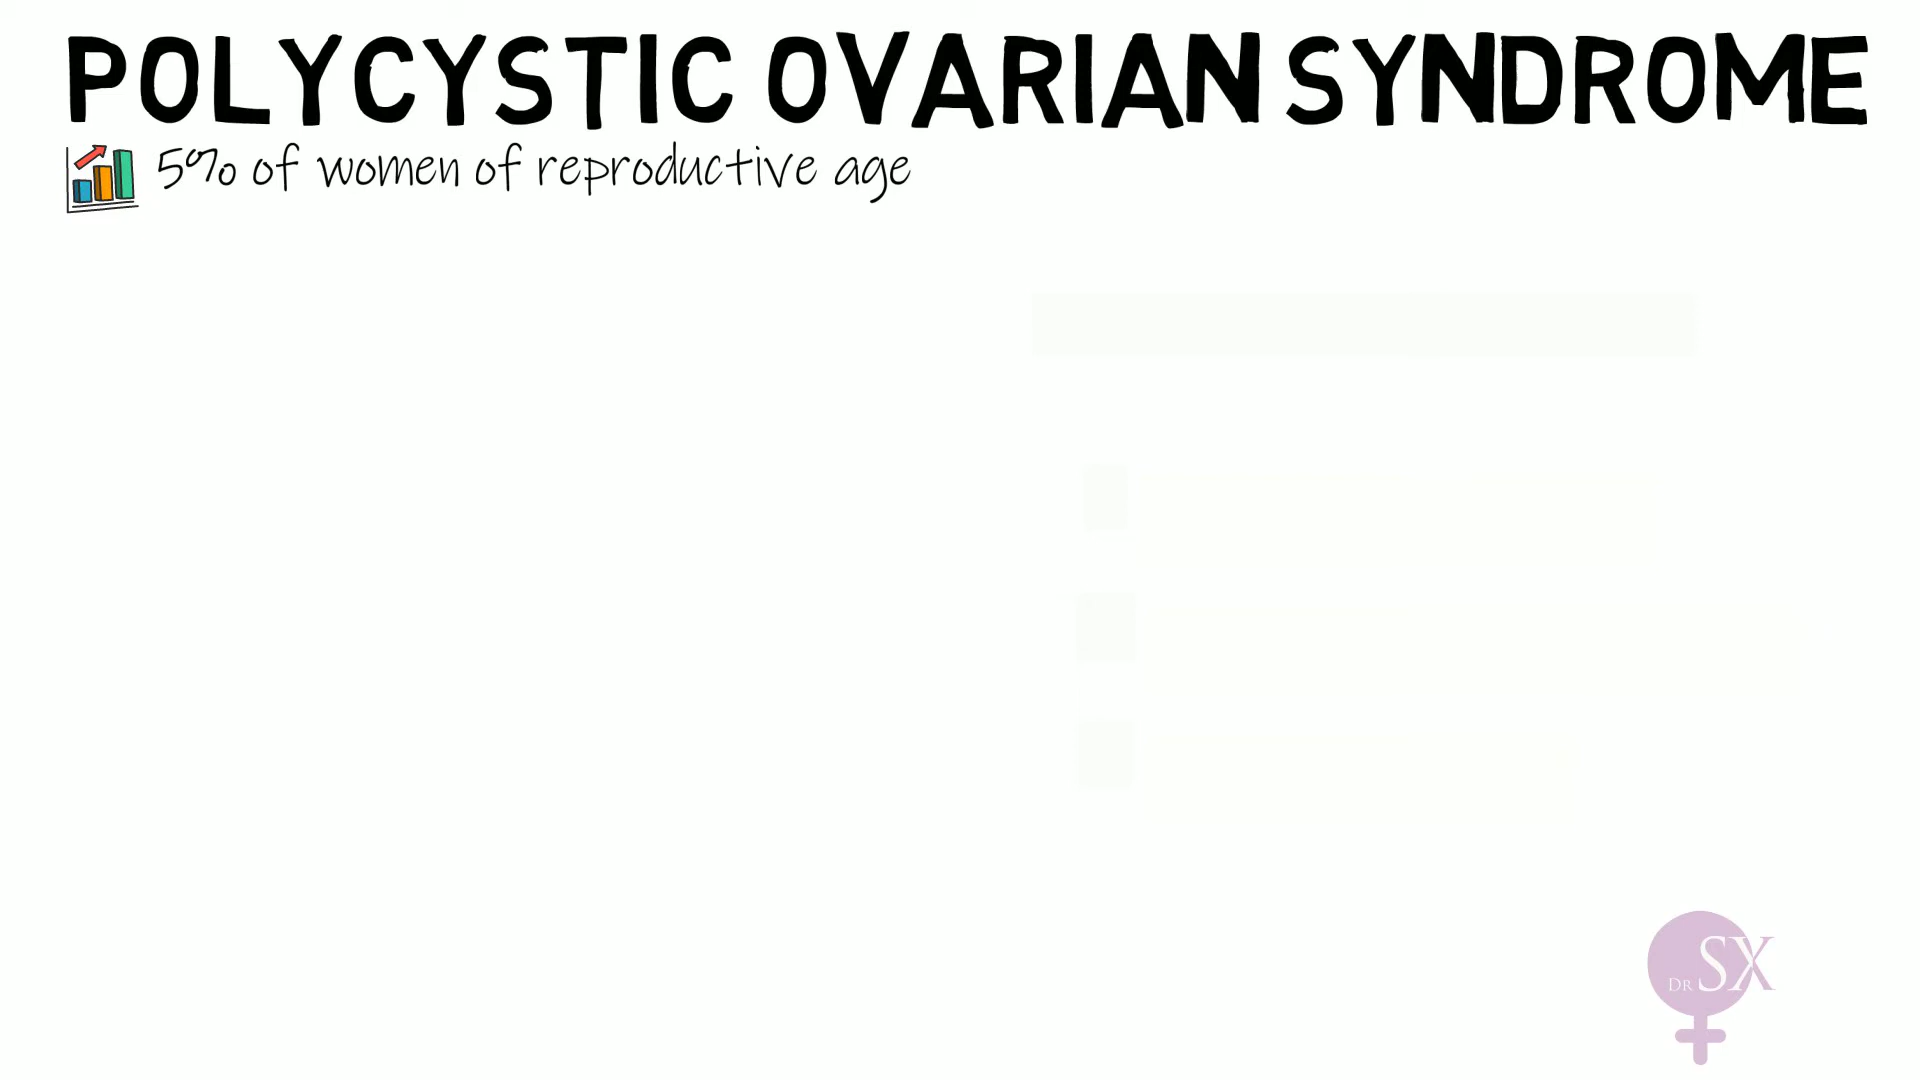 POLYCYSTIC OVARIAN SYNDROME
5% of women of reproductive age
DR SX